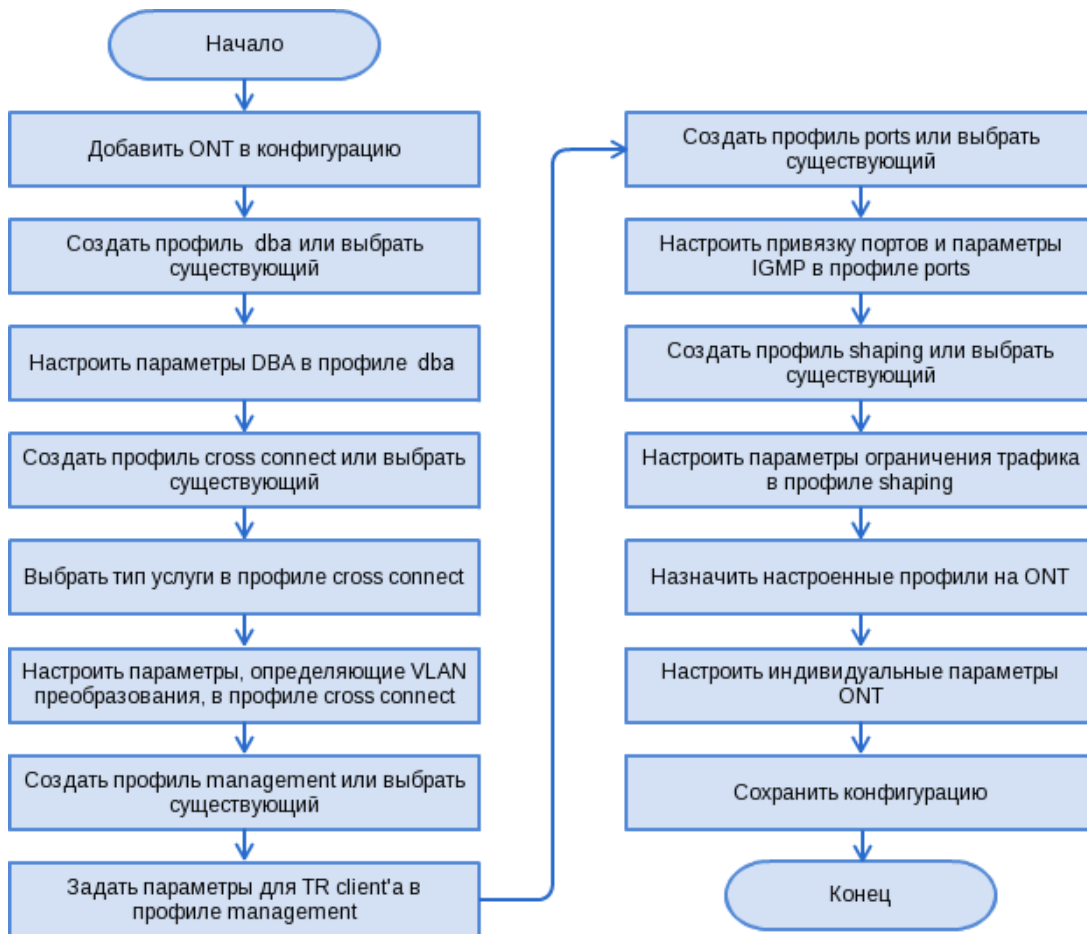 Начало
Добавить ONT в конфигурацию
Создать профиль dba или выбрать
существующий
Настроить параметры DBA в профиле dba
Создать профиль cross connect или выбрать
существующий
Выбрать тип услуги в профиле cross connect
Настроить параметры, определяющие VLAN
преобразования, в профиле cross connect
Создать профиль management или выбрать
существующий
Задать параметры для TR client'а в
профиле management
Создать профиль ports или выбрать
существующий
Настроить привязку портов и параметры
IGMP в профиле ports
Создать профиль shaping или выбрать
существующий
Настроить параметры ограничения трафика
в профиле shaping
Назначить настроенные профили на ONT
Настроить индивидуальные параметры
ONT
Сохранить конфигурацию
Конец